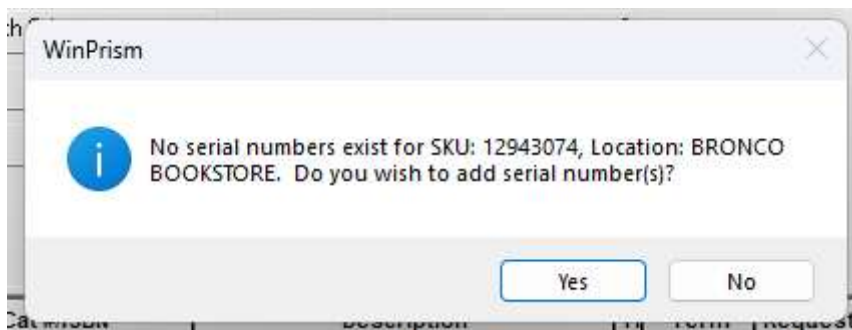 WinPrism
No serial numbers exist for SKU: 12943074, Location: BRONCO
BOOKSTORE.  Do you wish to add serial number(s)?
Yes
No
Description
Term